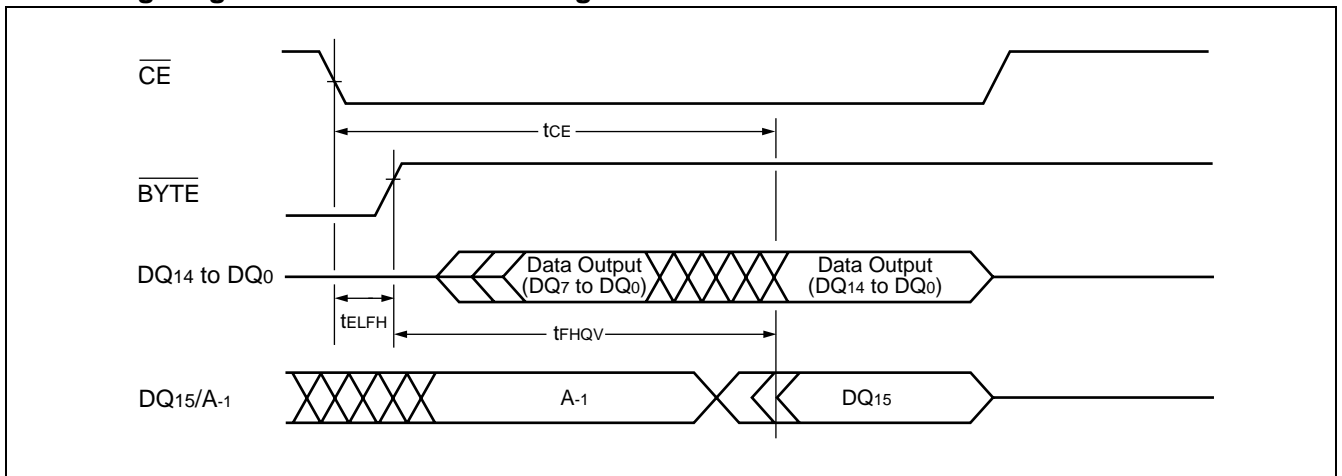 CE
tCE
BYTE
DQ14 to DQ0
Data Output
(DQ7 to DQ0)
Data Output
(DQ14 to DQ0)
tELFH
tFHQV
DQ15/A-1
A-1
DQ15